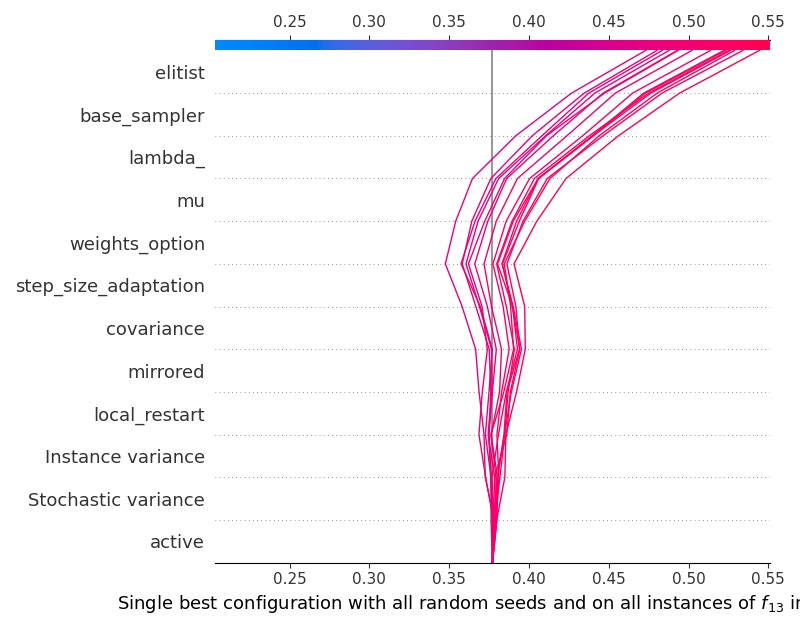 0.25 0.30 0.35 0.40 0.45 0.50 0.55
elitist
base_sampler
lambda_
mu
weights_option
step_size_adaptation
covariance
mirrored
local_restart
Instance variance
Stochastic variance
active
0.25 0.30 0.35 0.40 0.45 0.50 0.55
Single best configuration with all random seeds and on all instances of f₁₃